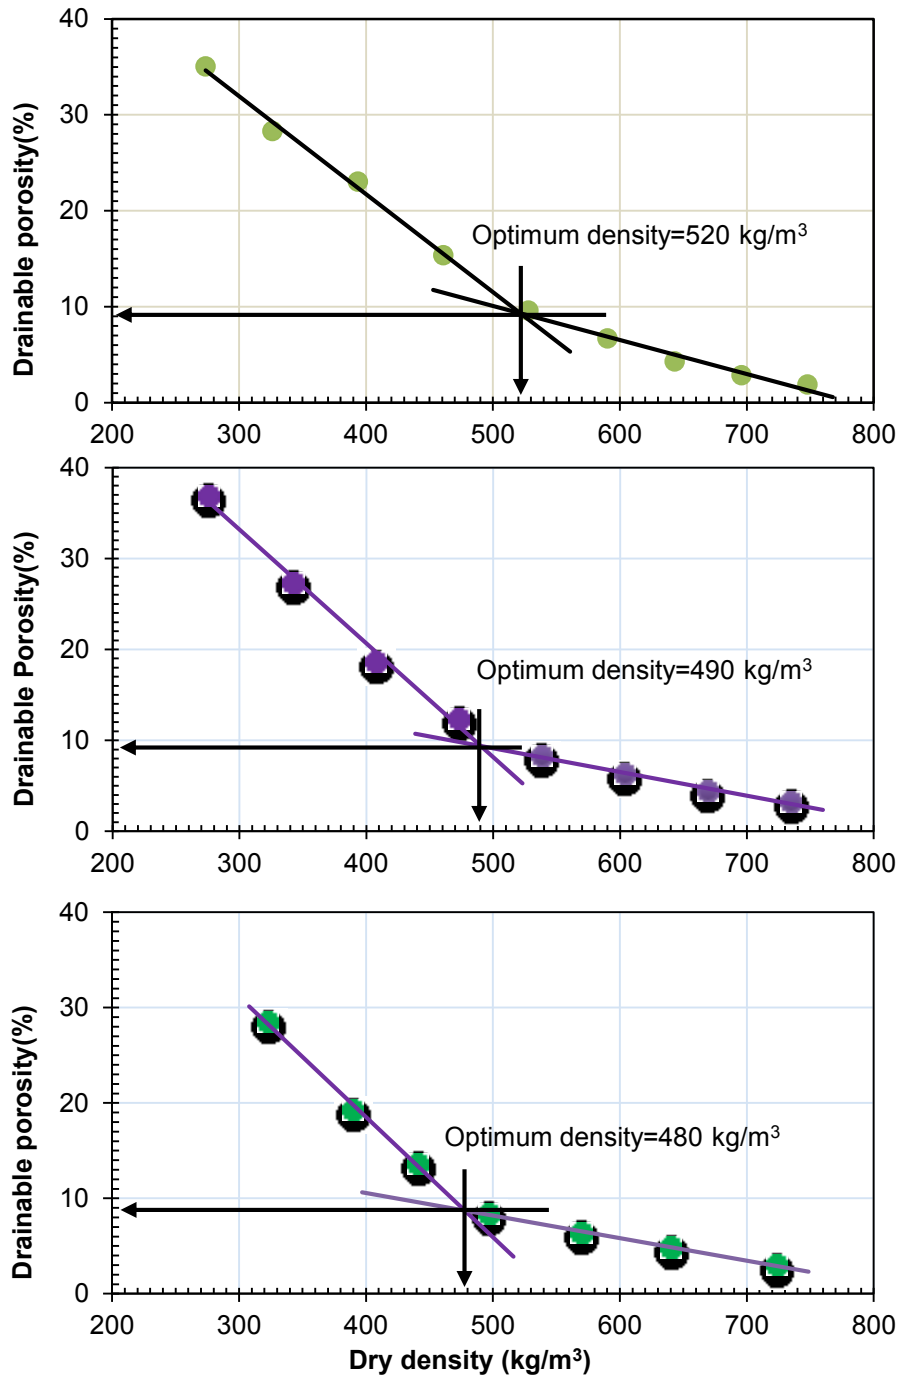 40
30
20
10
0
Drainable porosity(%)
Optimum density=520 kg/m³
200 300 400 500 600 700 800
40
30
20
10
0
Drainable Porosity(%)
Optimum density=490 kg/m³
200 300 400 500 600 700 800
40
30
20
10
0
Drainable porosity(%)
Optimum density=480 kg/m³
200 300 400 500 600 700 800
Dry density (kg/m³)